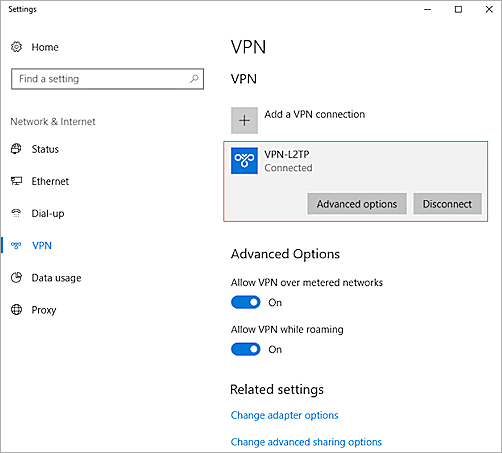 Settings
Home
Find a setting
Network & Internet
Status
Ethernet
Dial-up
VPN
Data usage
Proxy
VPN
VPN
Add a VPN connection
VPN-L2TP
Connected
Advanced options
Disconnect
Advanced Options
Allow VPN over metered networks
On
Allow VPN while roaming
On
Related settings
Change adapter options
Change advanced sharing options